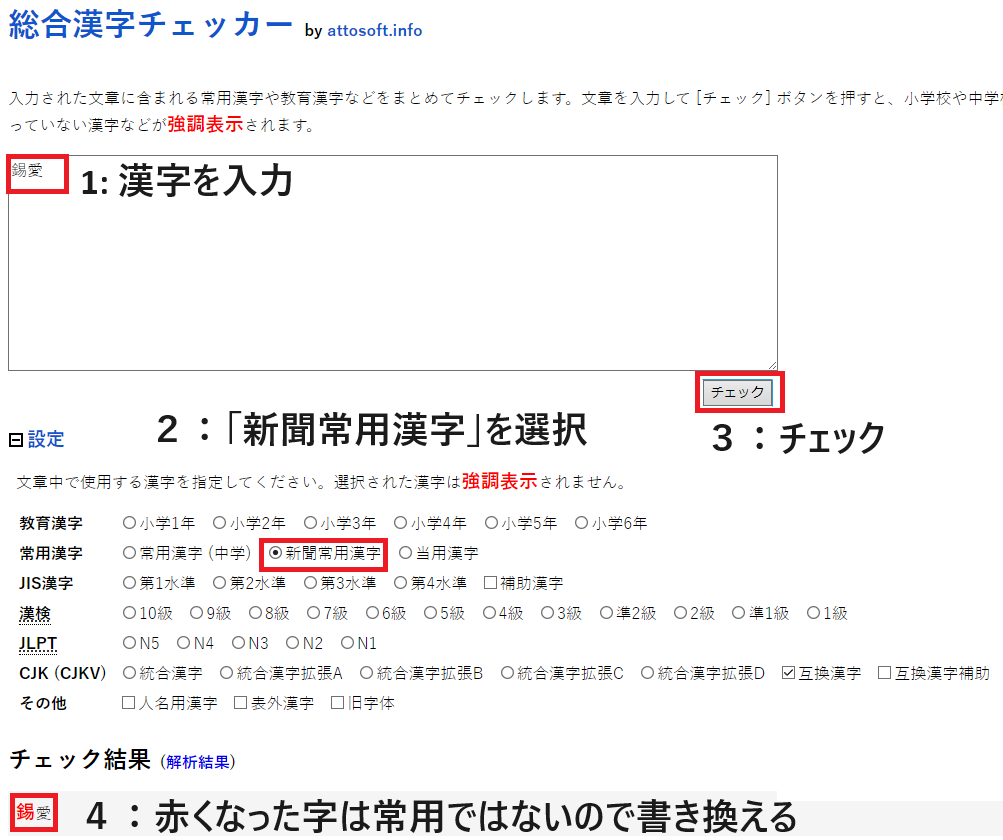 総合漢字チェッカー by attosoft.info
入力された文章に含まれる常用漢字や教育漢字などをまとめてチェックします。文章を入力して [チェック] ボタンを押すと、小学校や中学
っていない漢字などが強調表示されます。
錫愛
1: 漢字を入力
チェック
2 :「新聞常用漢字」を選択
3 : チェック
設定
文章中で使用する漢字を指定してください。選択された漢字は強調表示されません。
教育漢字 小学1年 小学2年 小学3年 小学4年 小学5年 小学6年
常用漢字 常用漢字 (中学) 新聞常用漢字 当用漢字
JIS漢字 第1水準 第2水準 第3水準 第4水準 補助漢字
漢検 10級 9級 8級 7級 6級 5級 4級 3級 準2級 2級 準1級 1級
JLPT N5 N4 N3 N2 N1
CJK (CJKV) 統合漢字 統合漢字拡張A 統合漢字拡張B 統合漢字拡張C 統合漢字拡張D 互換漢字 互換漢字補助
その他 人名用漢字 表外漢字 旧字体
チェック結果 (解析結果)
錫愛
4 : 赤くなった字は常用ではないので書き換える